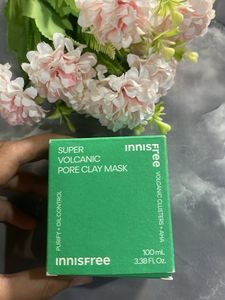 SUPER
VOLCANIC
PORE CLAY MASK
INNISFREE
VOLCANIC CLUSTERS + AHA
PURIFY + OIL CONTROL
INNISFREE
100 mL
3.38 Fl. Oz.